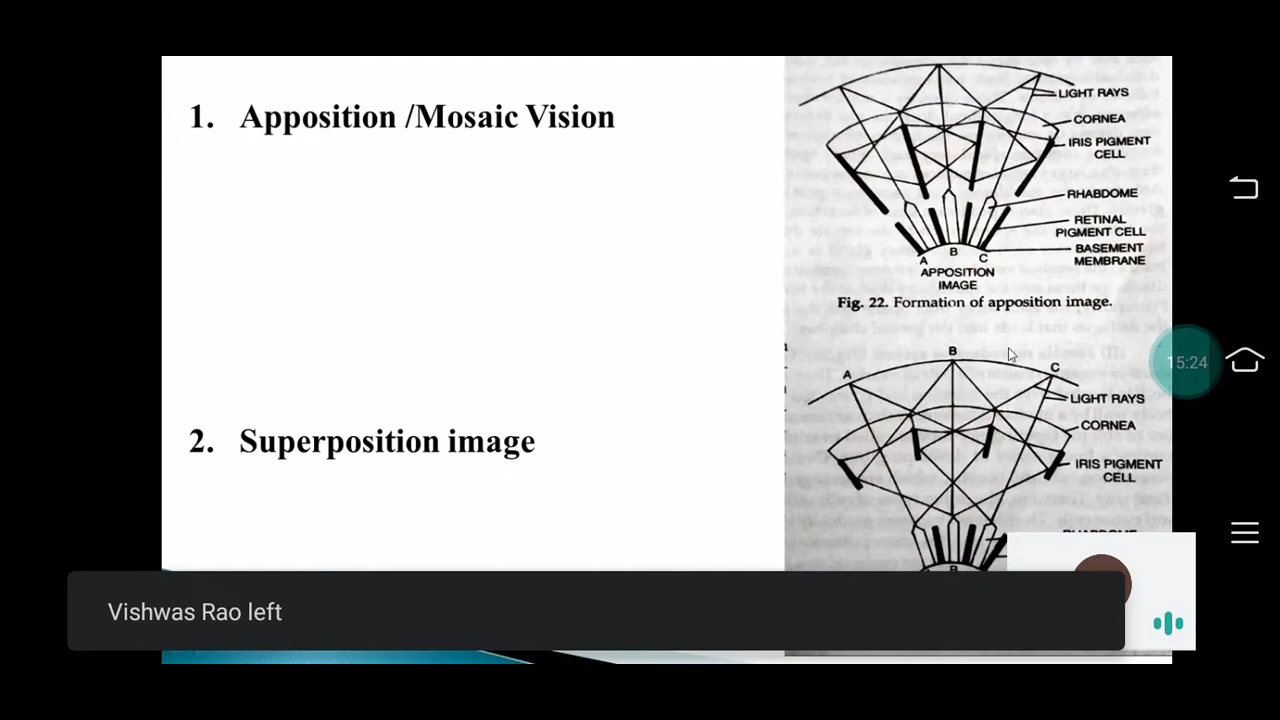 1. Apposition /Mosaic Vision
LIGHT RAYS
CORNEA
IRIS PIGMENT
CELL
RHABDOME
RETINAL
PIGMENT CELL
BASEMENT
MEMBRANE
A B C
APPOSITION
IMAGE
Fig. 22. Formation of apposition image.
15:24
2. Superposition image
A B C
LIGHT RAYS
CORNEA
IRIS PIGMENT
CELL
Vishwas Rao left